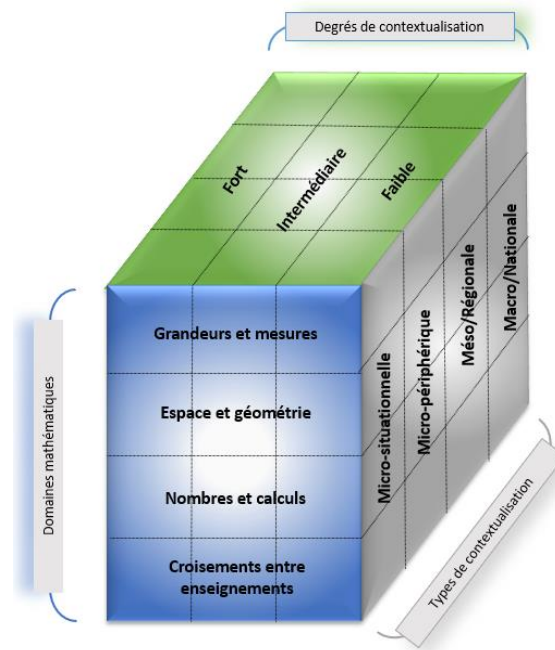 Degrés de contextualisation
Fort
Intermédiaire
Faible
Domaines mathématiques
Grandeurs et mesures
Espace et géométrie
Nombres et calculs
Croisements entre
enseignements
Micro-situationnelle
Micro-périphérique
Méso/Régionale
Macro/Nationale
Types de contextualisation